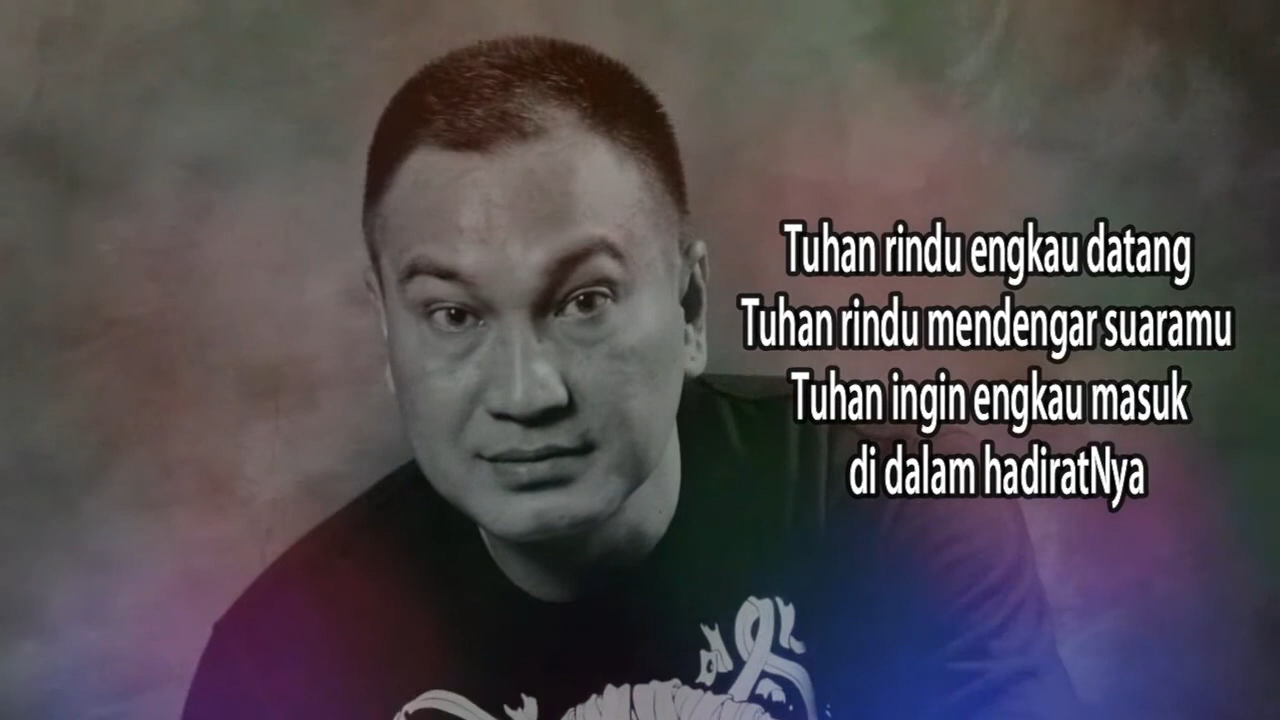 Tuhan rindu engkau datang
Tuhan rindu mendengar suaramu
Tuhan ingin engkau masuk
di dalam hadiratNya